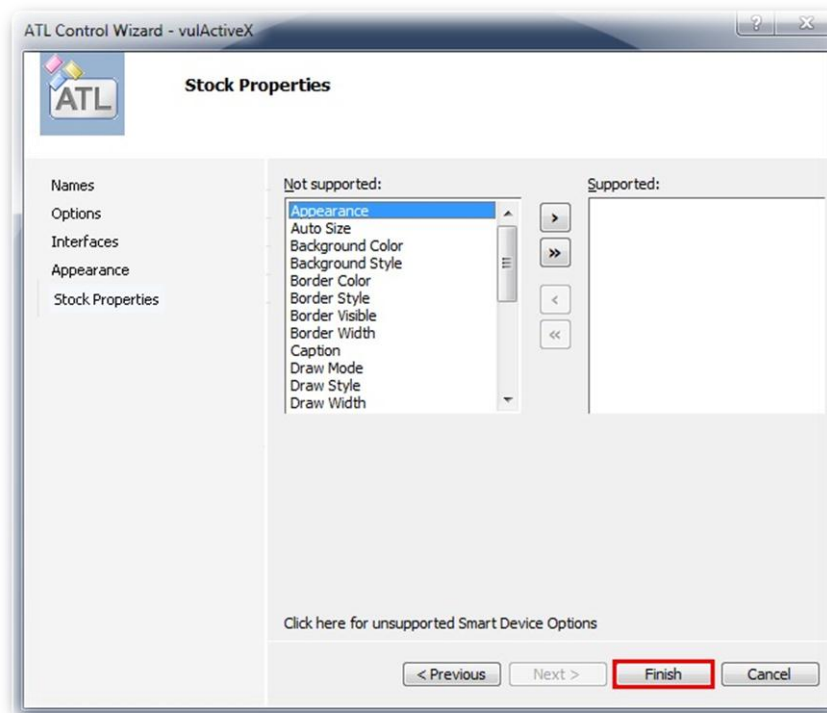 ATL Control Wizard - vulActiveX
ATL
Stock Properties
Names
Options
Interfaces
Appearance
Stock Properties
Not supported:
Appearance
Auto Size
Background Color
Background Style
Border Color
Border Style
Border Visible
Border Width
Caption
Draw Mode
Draw Style
Draw Width
>
>>
<
<<
Supported:
Click here for unsupported Smart Device Options
< Previous
Next >
Finish
Cancel